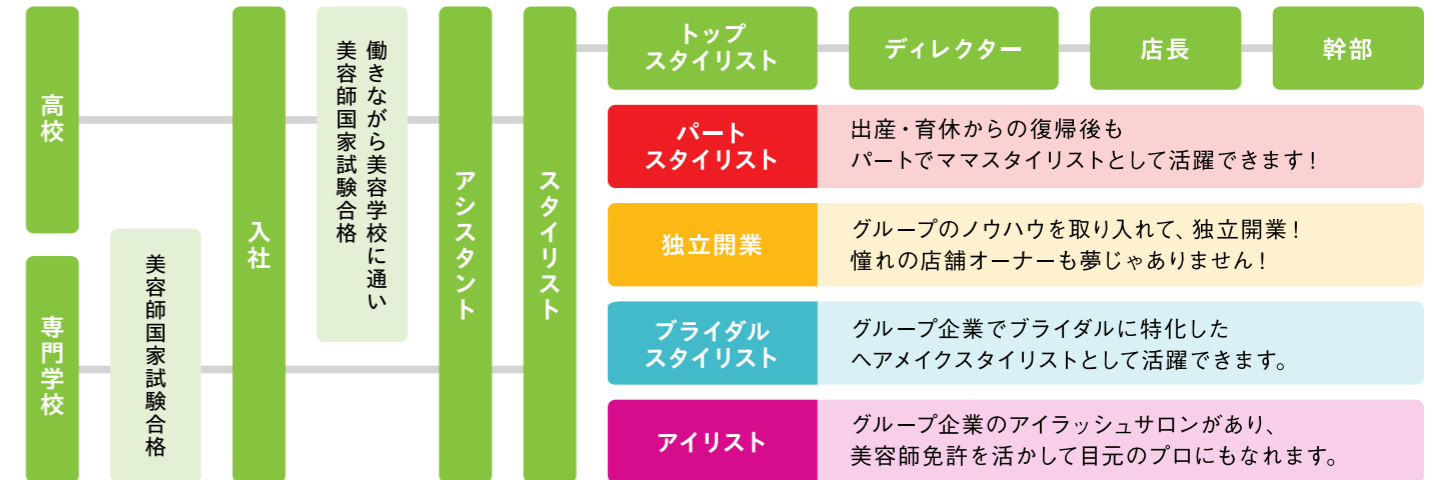 高校
専門学校
美容師国家試験合格
入社
働きながら美容学校に通い
美容師国家試験合格
アシスタント
スタイリスト
トップ
スタイリスト
ディレクター
店長
幹部
パート
スタイリスト
出産・育休からの復帰後も
パートでママスタイリストとして活躍できます！
独立開業
グループのノウハウを取り入れて、独立開業！
憧れの店舗オーナーも夢じゃありません！
ブライダル
スタイリスト
グループ企業でブライダルに特化した
ヘアメイクスタイリストとして活躍できます。
アイリスト
グループ企業のアイラッシュサロンがあり、
美容師免許を活かして目元のプロにもなれます。